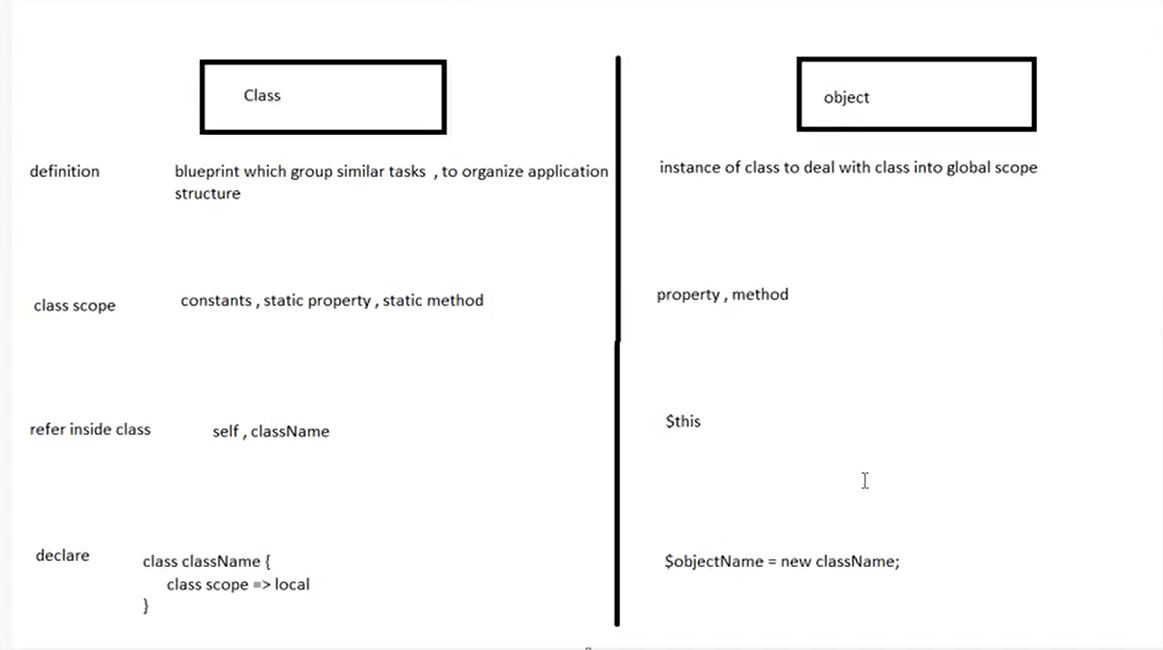 Class
object
definition
blueprint which group similar tasks , to organize application
structure
instance of class to deal with class into global scope
class scope
constants , static property , static method
property , method
refer inside class
self , className
$this
declare
class className {
class scope => local
}
$objectName = new className;